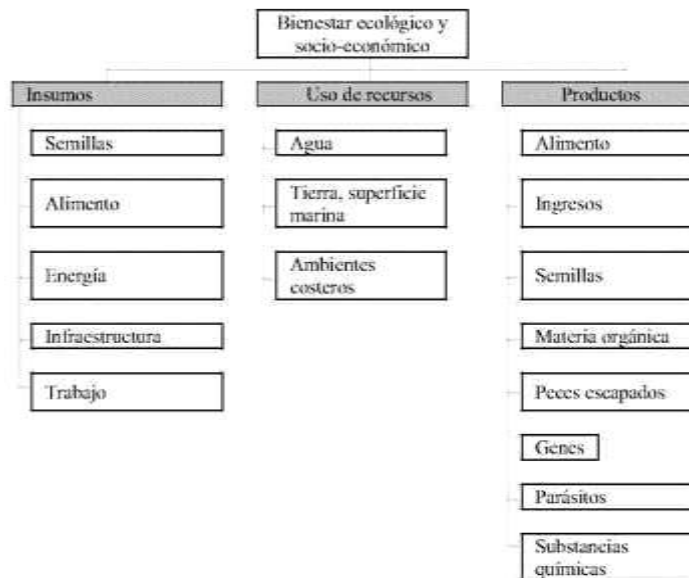 Bienestar ecológico y
socio-económico
Insumos
Semillas
Alimento
Energía
Infraestructura
Trabajo
Uso de recursos
Agua
Tierra, superficie
marina
Ambientes
costeros
Productos
Alimento
Ingresos
Semillas
Materia orgánica
Peces escapados
Genes
Parásitos
Substancias
químicas